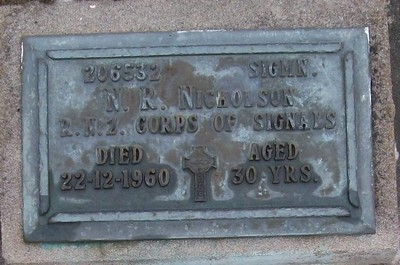 206532 SIGMN.
N. R. NICHOLSON
R.N.Z. CORPS OF SIGNALS
DIED AGED
22-12-1960 30 YRS.